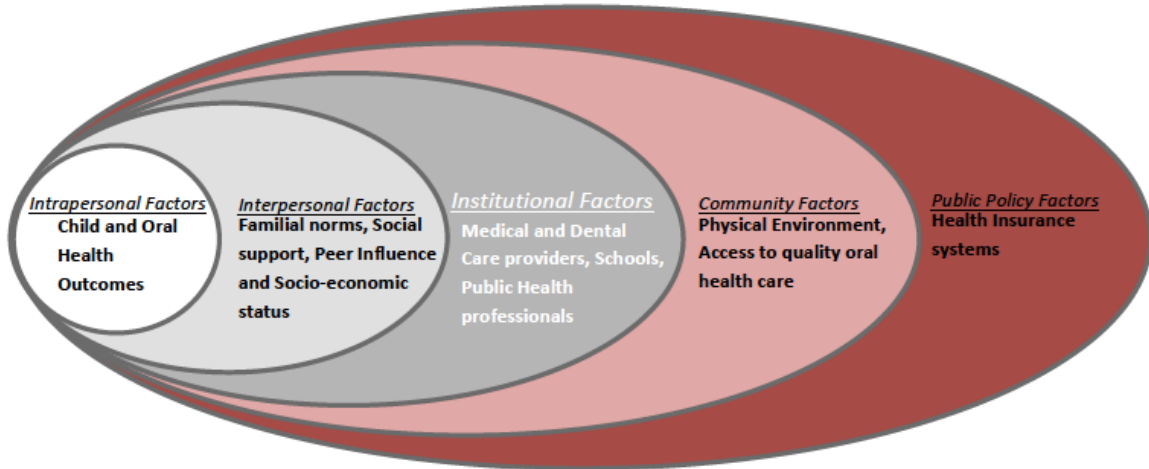 Intrapersonal Factors
Child and Oral
Health
Outcomes
Interpersonal Factors
Familial norms, Social
support, Peer Influence
and Socio-economic
status
Institutional Factors
Medical and Dental
Care providers, Schools,
Public Health
professionals
Community Factors
Physical Environment,
Access to quality oral
health care
Public Policy Factors
Health Insurance
systems